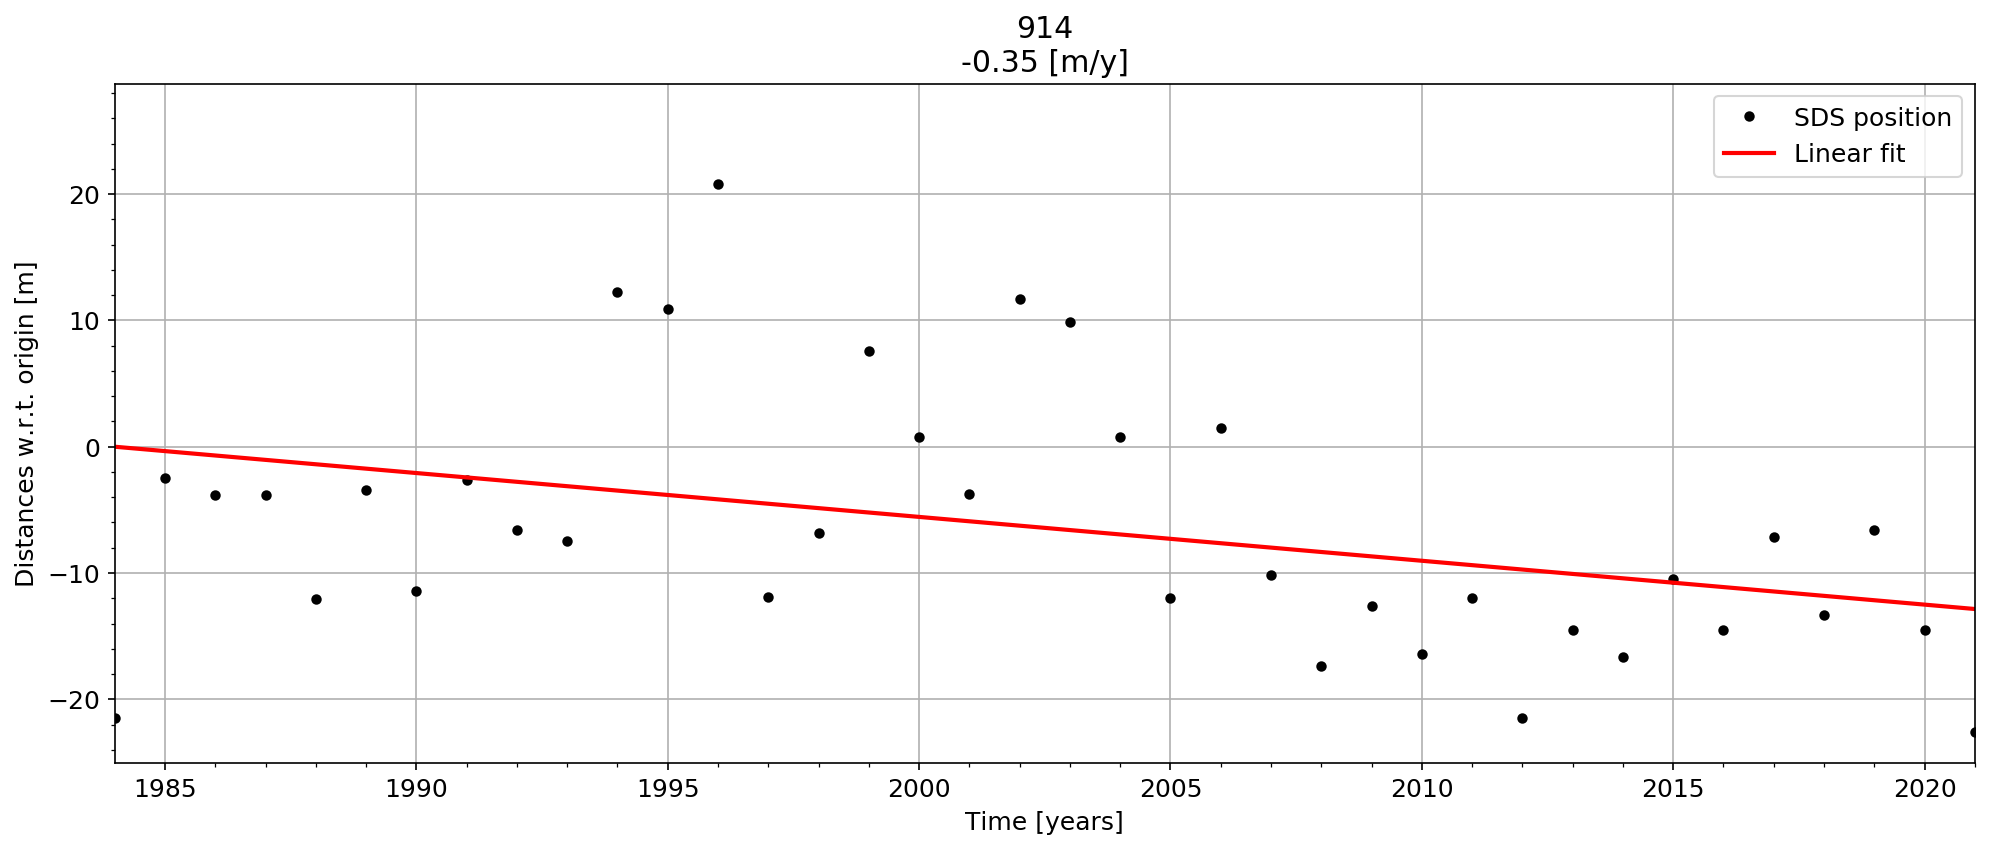 914
-0.35 [m/y]
SDS position
Linear fit
Distances w.r.t. origin [m]
20
10
0
−10
−20
1985 1990 1995 2000 2005 2010 2015 2020
Time [years]